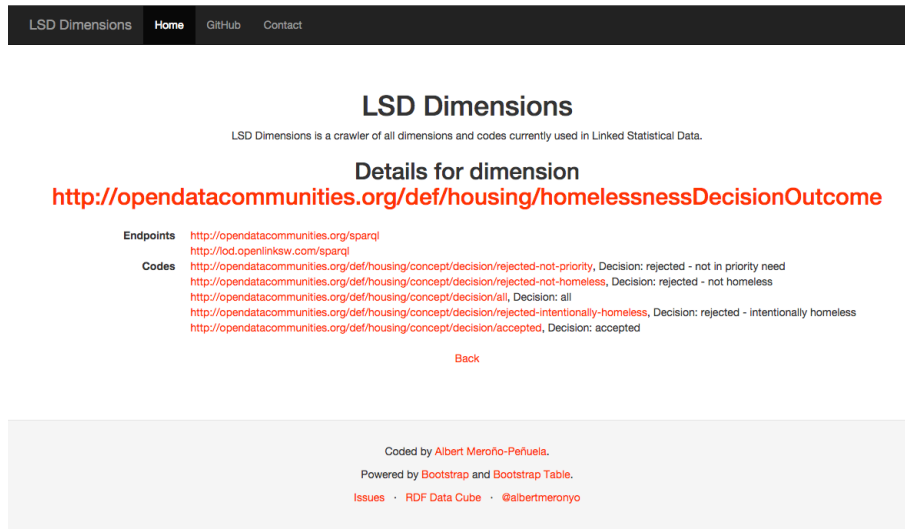 LSD Dimensions Home GitHub Contact
LSD Dimensions
LSD Dimensions is a crawler of all dimensions and codes currently used in Linked Statistical Data.
Details for dimension
http://opendatacommunities.org/def/housing/homelessnessDecisionOutcome
Endpoints http://opendatacommunities.org/sparql
http://lod.openlinksw.com/sparql
Codes http://opendatacommunities.org/def/housing/concept/decision/rejected-not-priority, Decision: rejected - not in priority need
http://opendatacommunities.org/def/housing/concept/decision/rejected-not-homeless, Decision: rejected - not homeless
http://opendatacommunities.org/def/housing/concept/decision/all, Decision: all
http://opendatacommunities.org/def/housing/concept/decision/rejected-intentionally-homeless, Decision: rejected - intentionally homeless
http://opendatacommunities.org/def/housing/concept/decision/accepted, Decision: accepted
Back
Coded by Albert Meroño-Peñuela.
Powered by Bootstrap and Bootstrap Table.
Issues · RDF Data Cube · @albertmeronyo